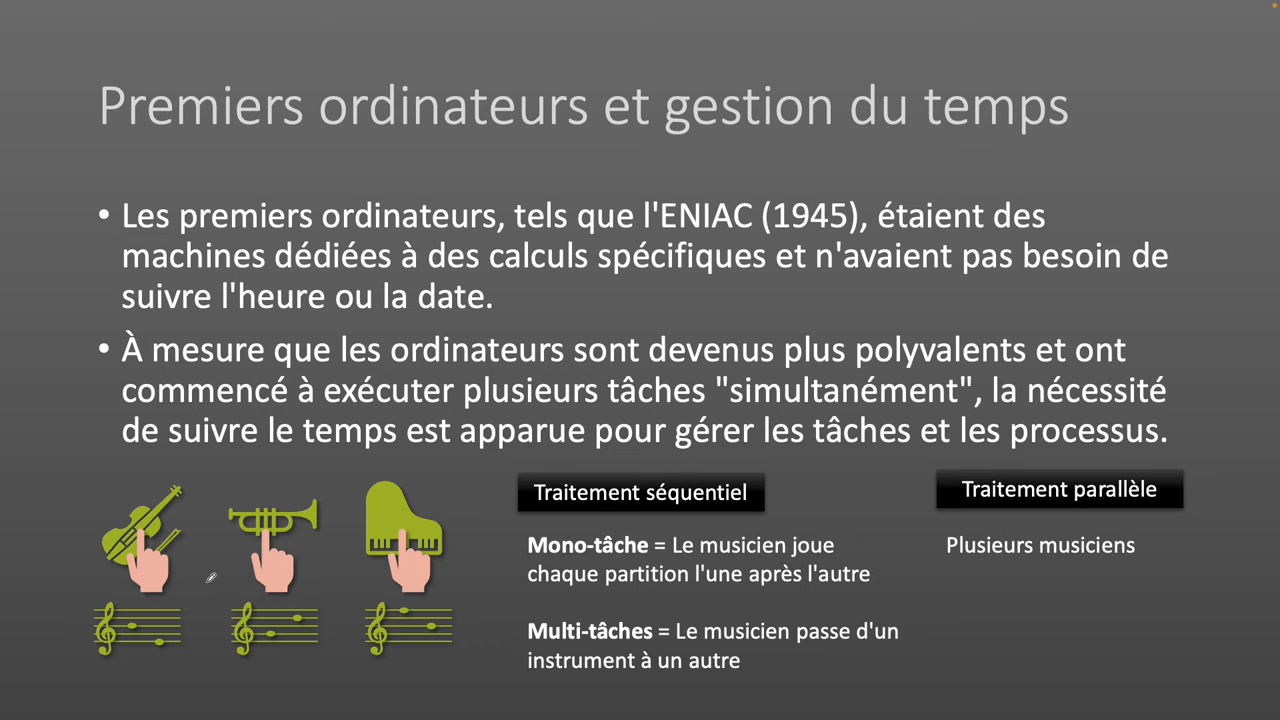 Premiers ordinateurs et gestion du temps
• Les premiers ordinateurs, tels que l'ENIAC (1945), étaient des
machines dédiées à des calculs spécifiques et n'avaient pas besoin de
suivre l'heure ou la date.
• À mesure que les ordinateurs sont devenus plus polyvalents et ont
commencé à exécuter plusieurs tâches "simultanément", la nécessité
de suivre le temps est apparue pour gérer les tâches et les processus.
Traitement séquentiel
Mono-tâche = Le musicien joue
chaque partition l'une après l'autre
Multi-tâches = Le musicien passe d'un
instrument à un autre
Traitement parallèle
Plusieurs musiciens